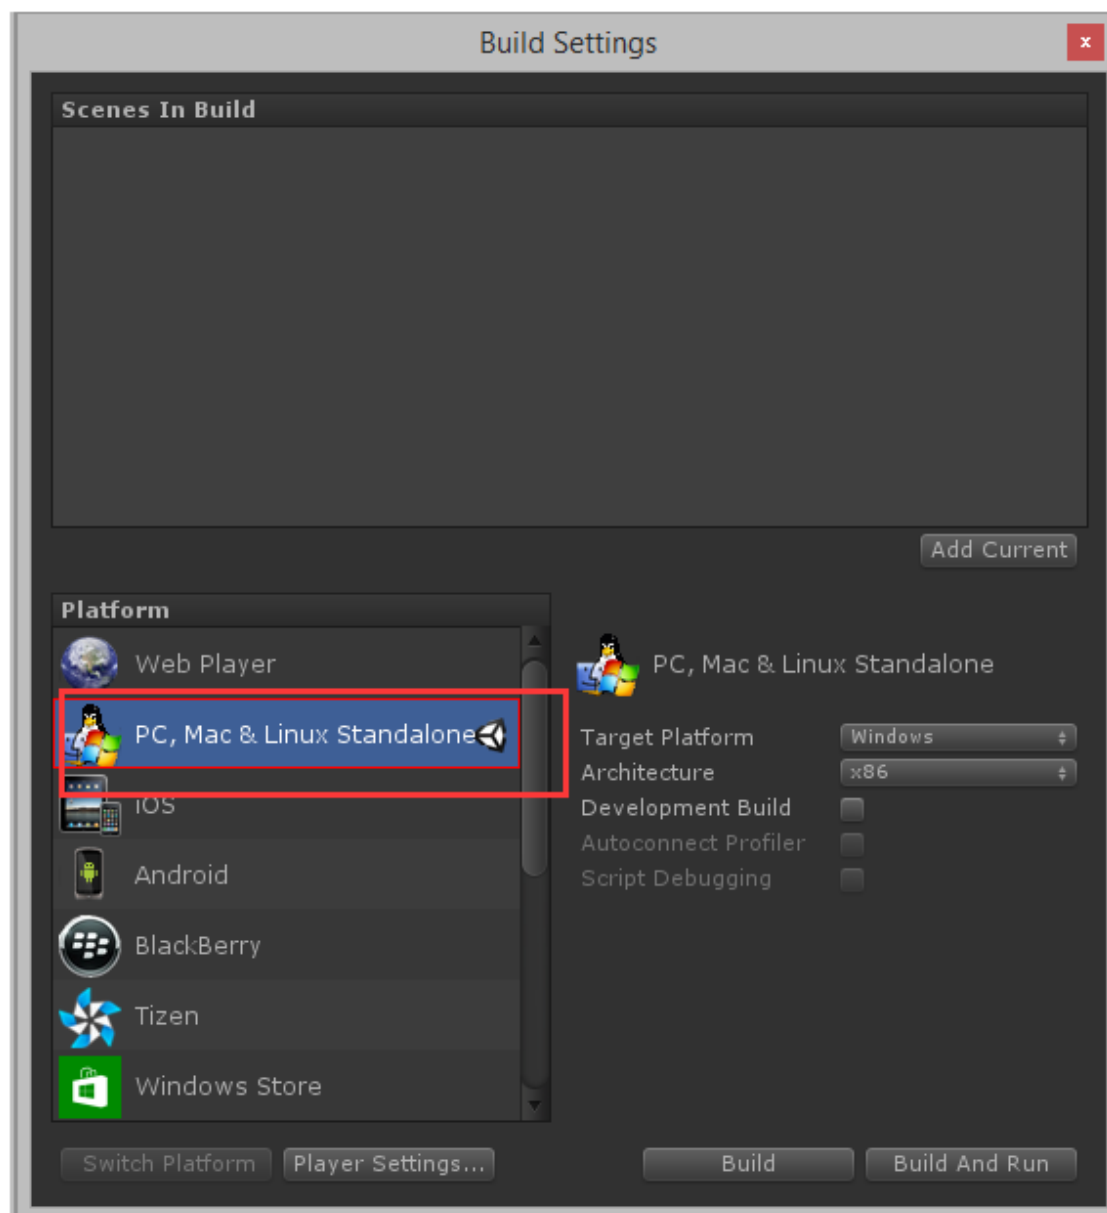 Build Settings
x
Scenes In Build
Add Current
Platform
Web Player
PC, Mac & Linux Standalone
iOS
Android
BlackBerry
Tizen
Windows Store
PC, Mac & Linux Standalone
Target Platform Windows
Architecture x86
Development Build
Autoconnect Profiler
Script Debugging
Switch Platform Player Settings... Build Build And Run